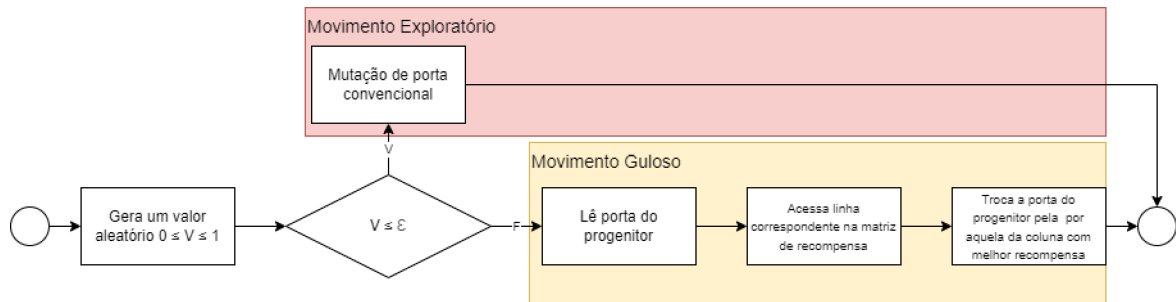 Movimento Exploratório
Mutação de porta
convencional
V
Movimento Guloso
Gera um valor
aleatório 0 ≤ V ≤ 1
V ≤ Ɛ
F
Lê porta do
progenitor
Acessa linha
correspondente na matriz
de recompensa
Troca a porta do
progenitor pela por
aquela da coluna com
melhor recompensa